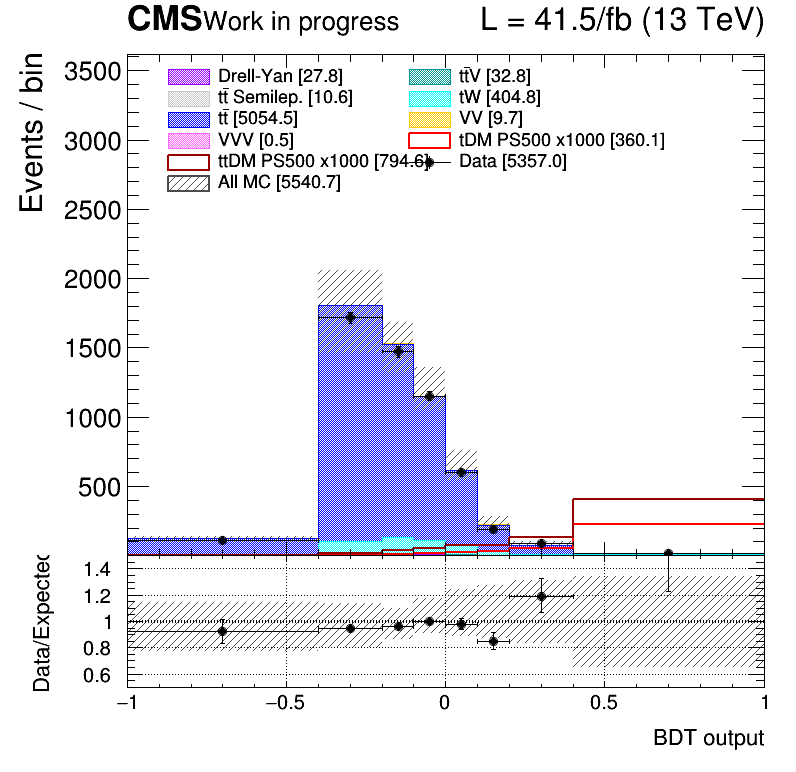 CMS Work in progress L = 41.5/fb (13 TeV)
Events / bin
3500
3000
2500
2000
1500
1000
500
Drell-Yan [27.8]
tt̄V [32.8]
tt̄ Semilep. [10.6]
tW [404.8]
tt̄ [5054.5]
VV [9.7]
VVV [0.5]
tDM PS500 x1000 [360.1]
ttDM PS500 x1000 [794.6]
Data [5357.0]
All MC [5540.7]
Data/Expected
1.4
1.2
1
0.8
0.6
−1 −0.5 0 0.5 1
BDT output